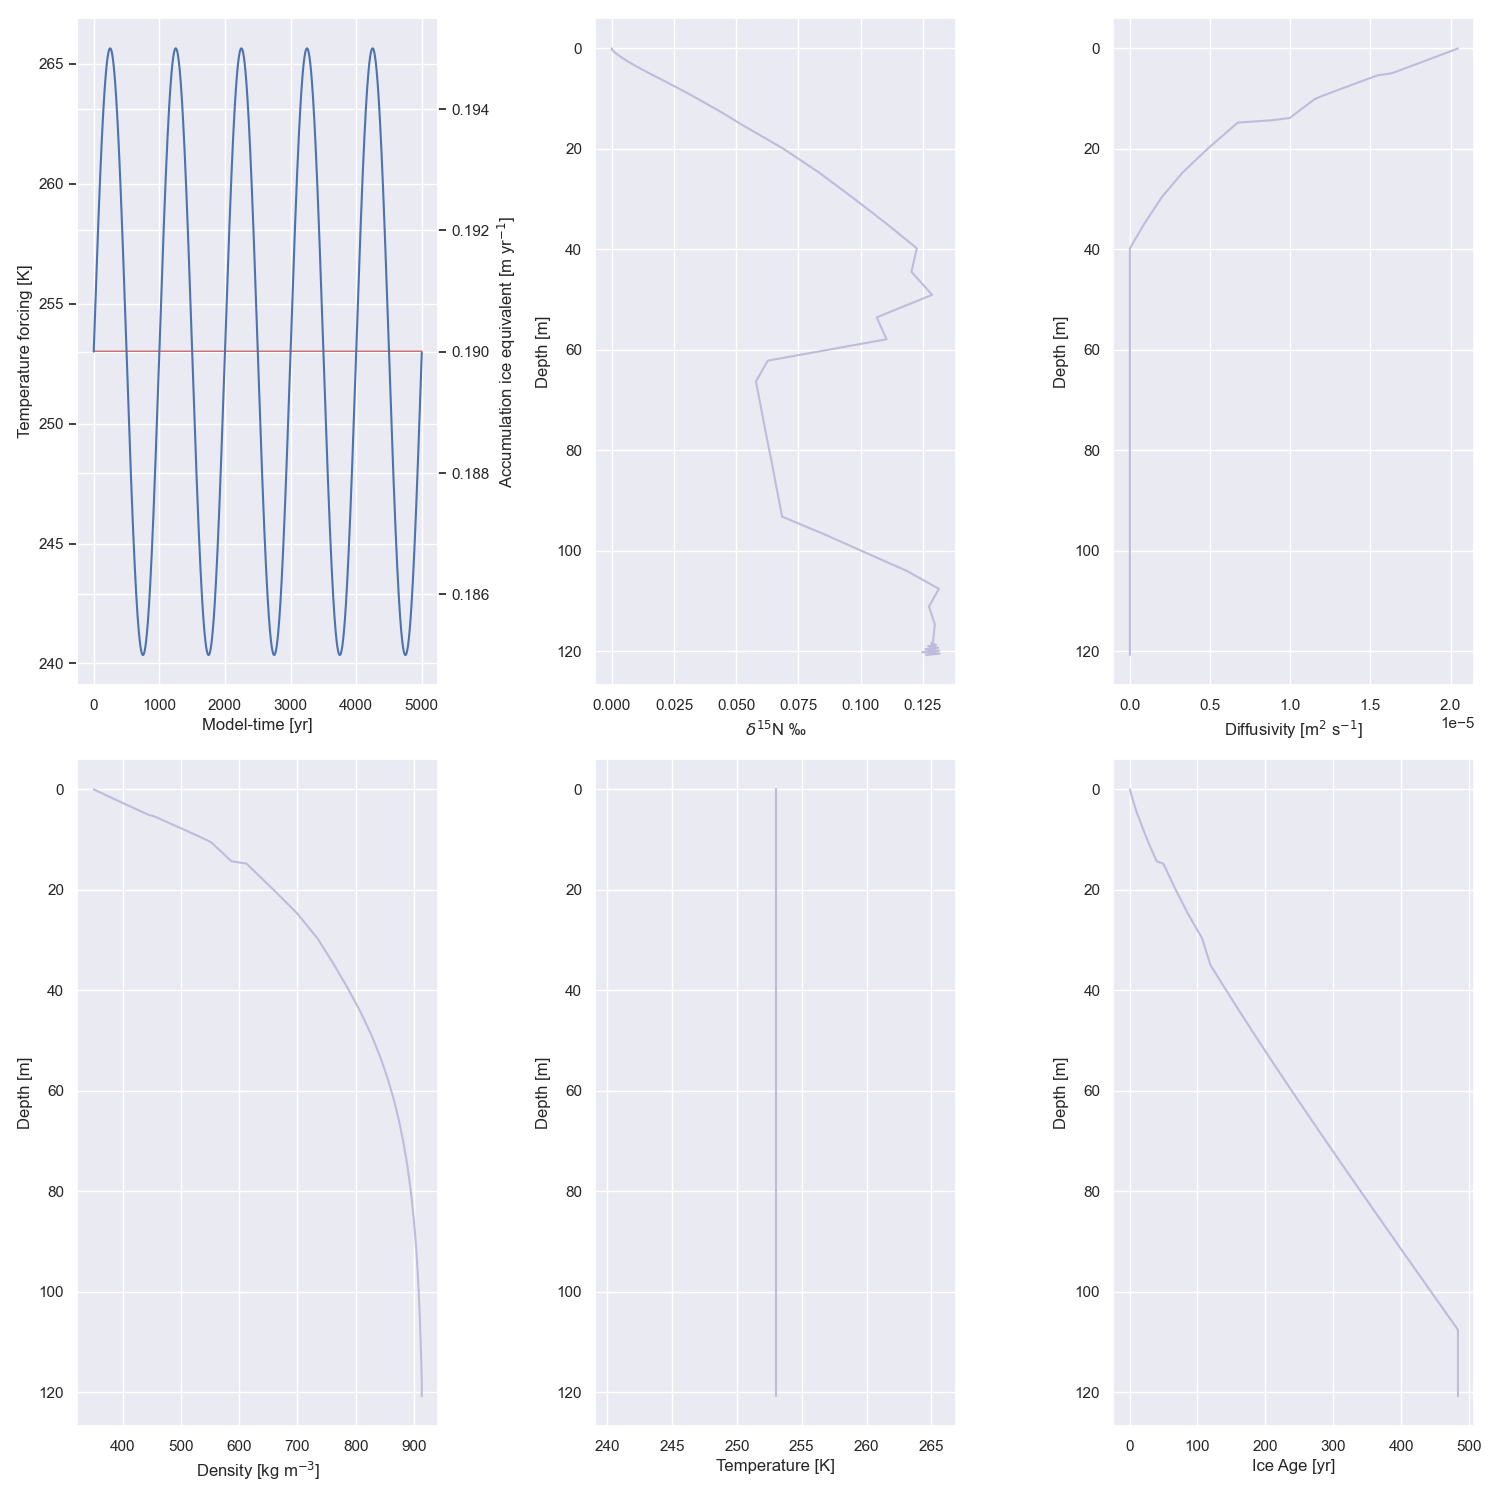 265
260
255
250
245
240
Temperature forcing [K]
0.194
0.192
0.190
0.188
0.186
Accumulation ice equivalent [m yr⁻¹]
0 1000 2000 3000 4000 5000
Model-time [yr]
0
20
40
60
80
100
120
Depth [m]
0.000 0.025 0.050 0.075 0.100 0.125
δ¹⁵N ‰
0
20
40
60
80
100
120
Depth [m]
0.0 0.5 1.0 1.5 2.0
1e−5
Diffusivity [m² s⁻¹]
0
20
40
60
80
100
120
Depth [m]
400 500 600 700 800 900
Density [kg m⁻³]
0
20
40
60
80
100
120
Depth [m]
240 245 250 255 260 265
Temperature [K]
0
20
40
60
80
100
120
Depth [m]
0 100 200 300 400 500
Ice Age [yr]